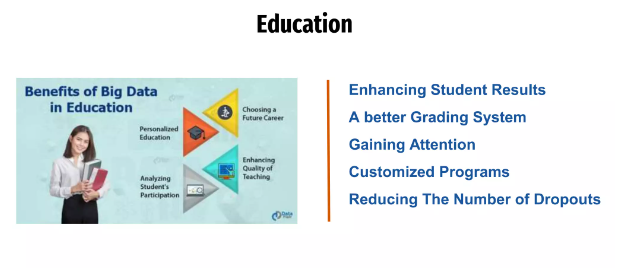 Education
Benefits of Big Data
in Education
Choosing a
Future Career
Personalized
Education
Enhancing
Quality of
Teaching
Analyzing
Student's
Participation
Data
Enhancing Student Results
A better Grading System
Gaining Attention
Customized Programs
Reducing The Number of Dropouts